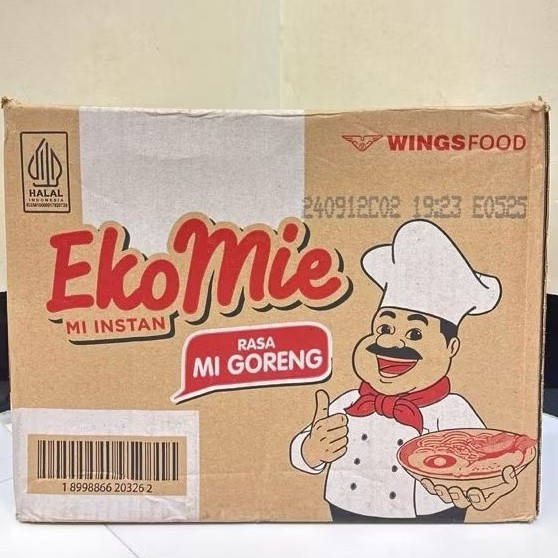 WINGSFOOD
HALAL
INDONESIA
240912C02 19:23 E0525
EkoMie
MI INSTAN
RASA
MI GORENG
1 8998866 20326 2